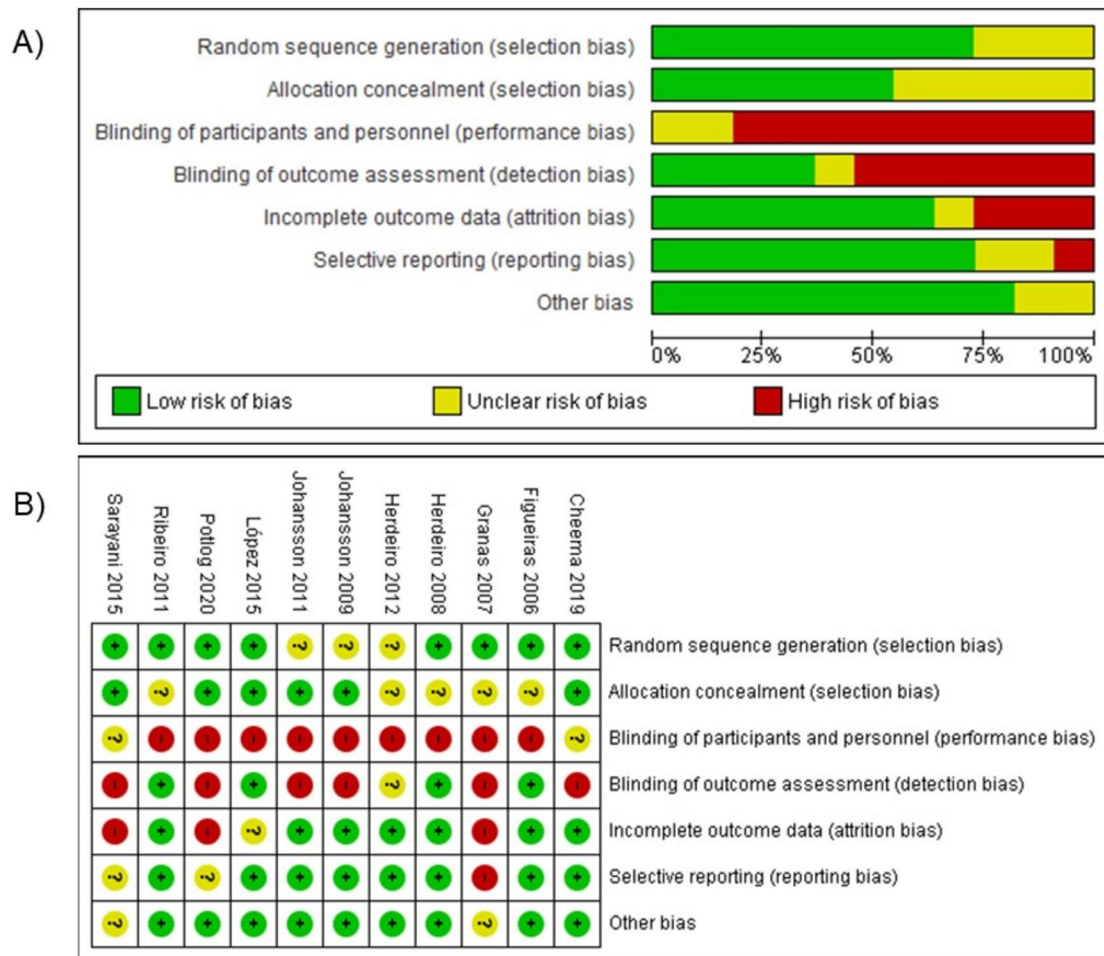 A)
Random sequence generation (selection bias)
Allocation concealment (selection bias)
Blinding of participants and personnel (performance bias)
Blinding of outcome assessment (detection bias)
Incomplete outcome data (attrition bias)
Selective reporting (reporting bias)
Other bias
0% 25% 50% 75% 100%
Low risk of bias Unclear risk of bias High risk of bias
B)
Sarayani 2015
Ribeiro 2011
Potlog 2020
López 2015
Johansson 2011
Johansson 2009
Herdeiro 2012
Herdeiro 2008
Granas 2007
Figueiras 2006
Cheema 2019
+ + + + ? ? ? + + + + Random sequence generation (selection bias)
+ ? + + + + ? ? ? ? + Allocation concealment (selection bias)
? - - - - - - - - - ? Blinding of participants and personnel (performance bias)
- + - + - - ? + - + - Blinding of outcome assessment (detection bias)
- + - ? + + + + - + + Incomplete outcome data (attrition bias)
? + ? + + + + + - + + Selective reporting (reporting bias)
? + + + + + + + ? + + Other bias